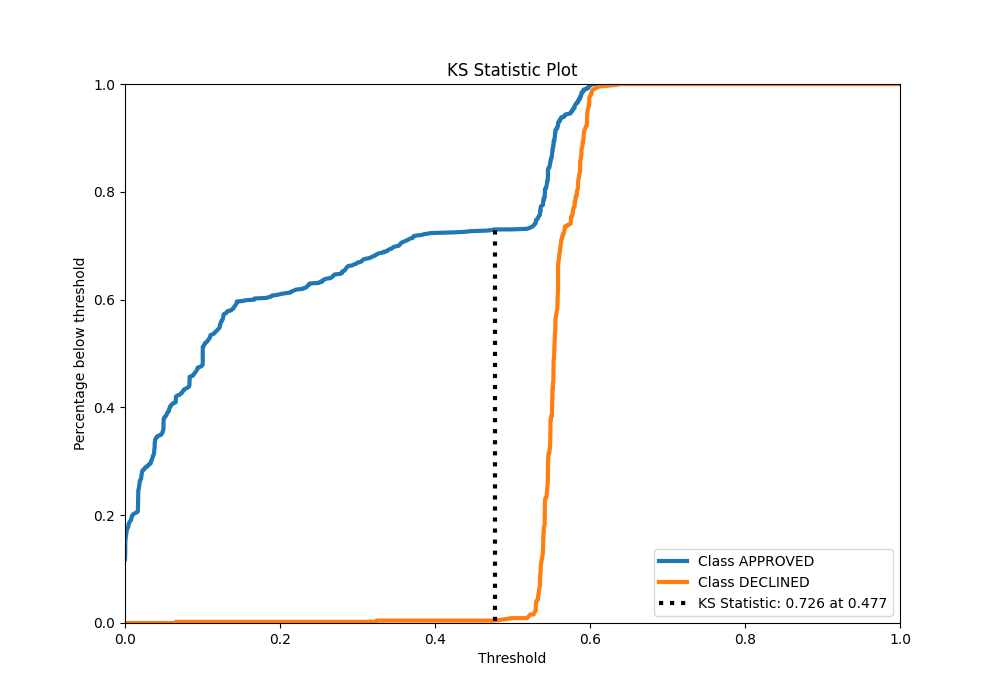 KS Statistic Plot
1.0
0.8
0.6
0.4
0.2
0.0
Percentage below threshold
0.0 0.2 0.4 0.6 0.8 1.0
Threshold
Class APPROVED
Class DECLINED
KS Statistic: 0.726 at 0.477